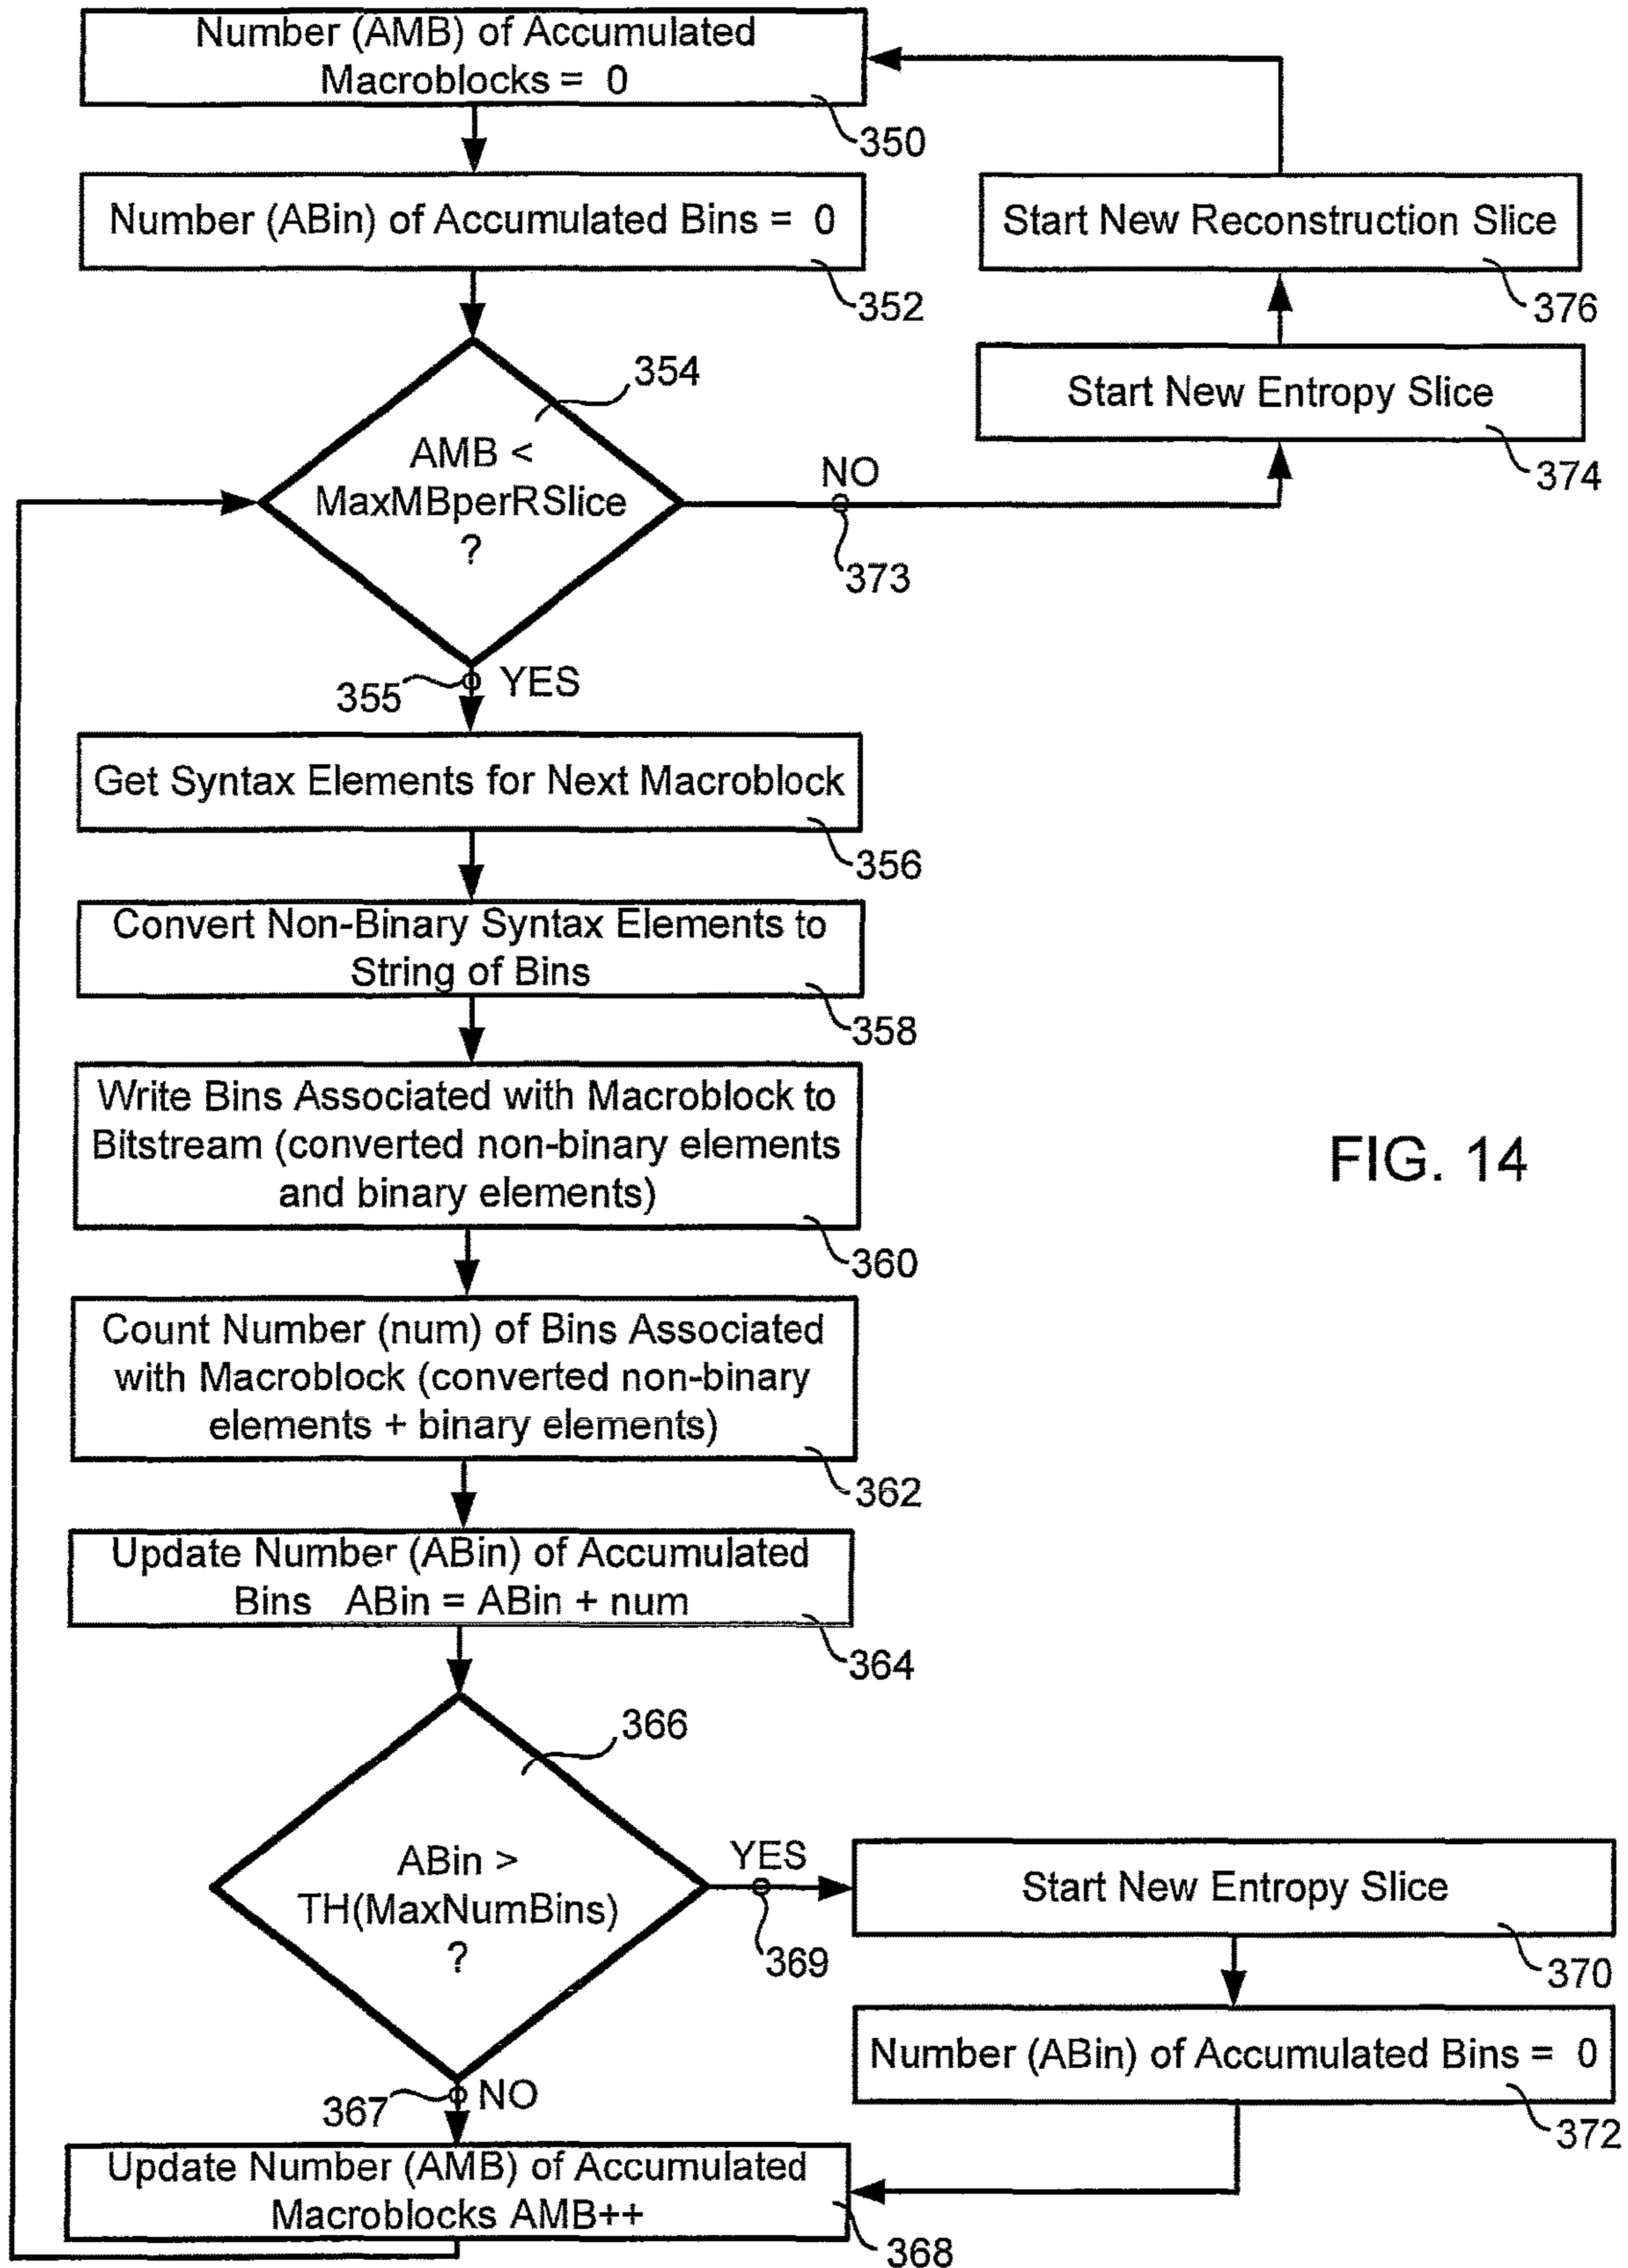 Number (AMB) of Accumulated
Macroblocks = 0
350
Number (ABin) of Accumulated Bins = 0
352
Start New Reconstruction Slice
376
Start New Entropy Slice
374
354
AMB <
MaxMBperRSlice
?
NO
373
355
YES
Get Syntax Elements for Next Macroblock
356
Convert Non-Binary Syntax Elements to
String of Bins
358
Write Bins Associated with Macroblock to
Bitstream (converted non-binary elements
and binary elements)
360
FIG. 14
Count Number (num) of Bins Associated
with Macroblock (converted non-binary
elements + binary elements)
362
Update Number (ABin) of Accumulated
Bins ABin = ABin + num
364
366
ABin >
TH(MaxNumBins)
?
YES
369
Start New Entropy Slice
370
Number (ABin) of Accumulated Bins = 0
372
367
NO
Update Number (AMB) of Accumulated
Macroblocks AMB++
368